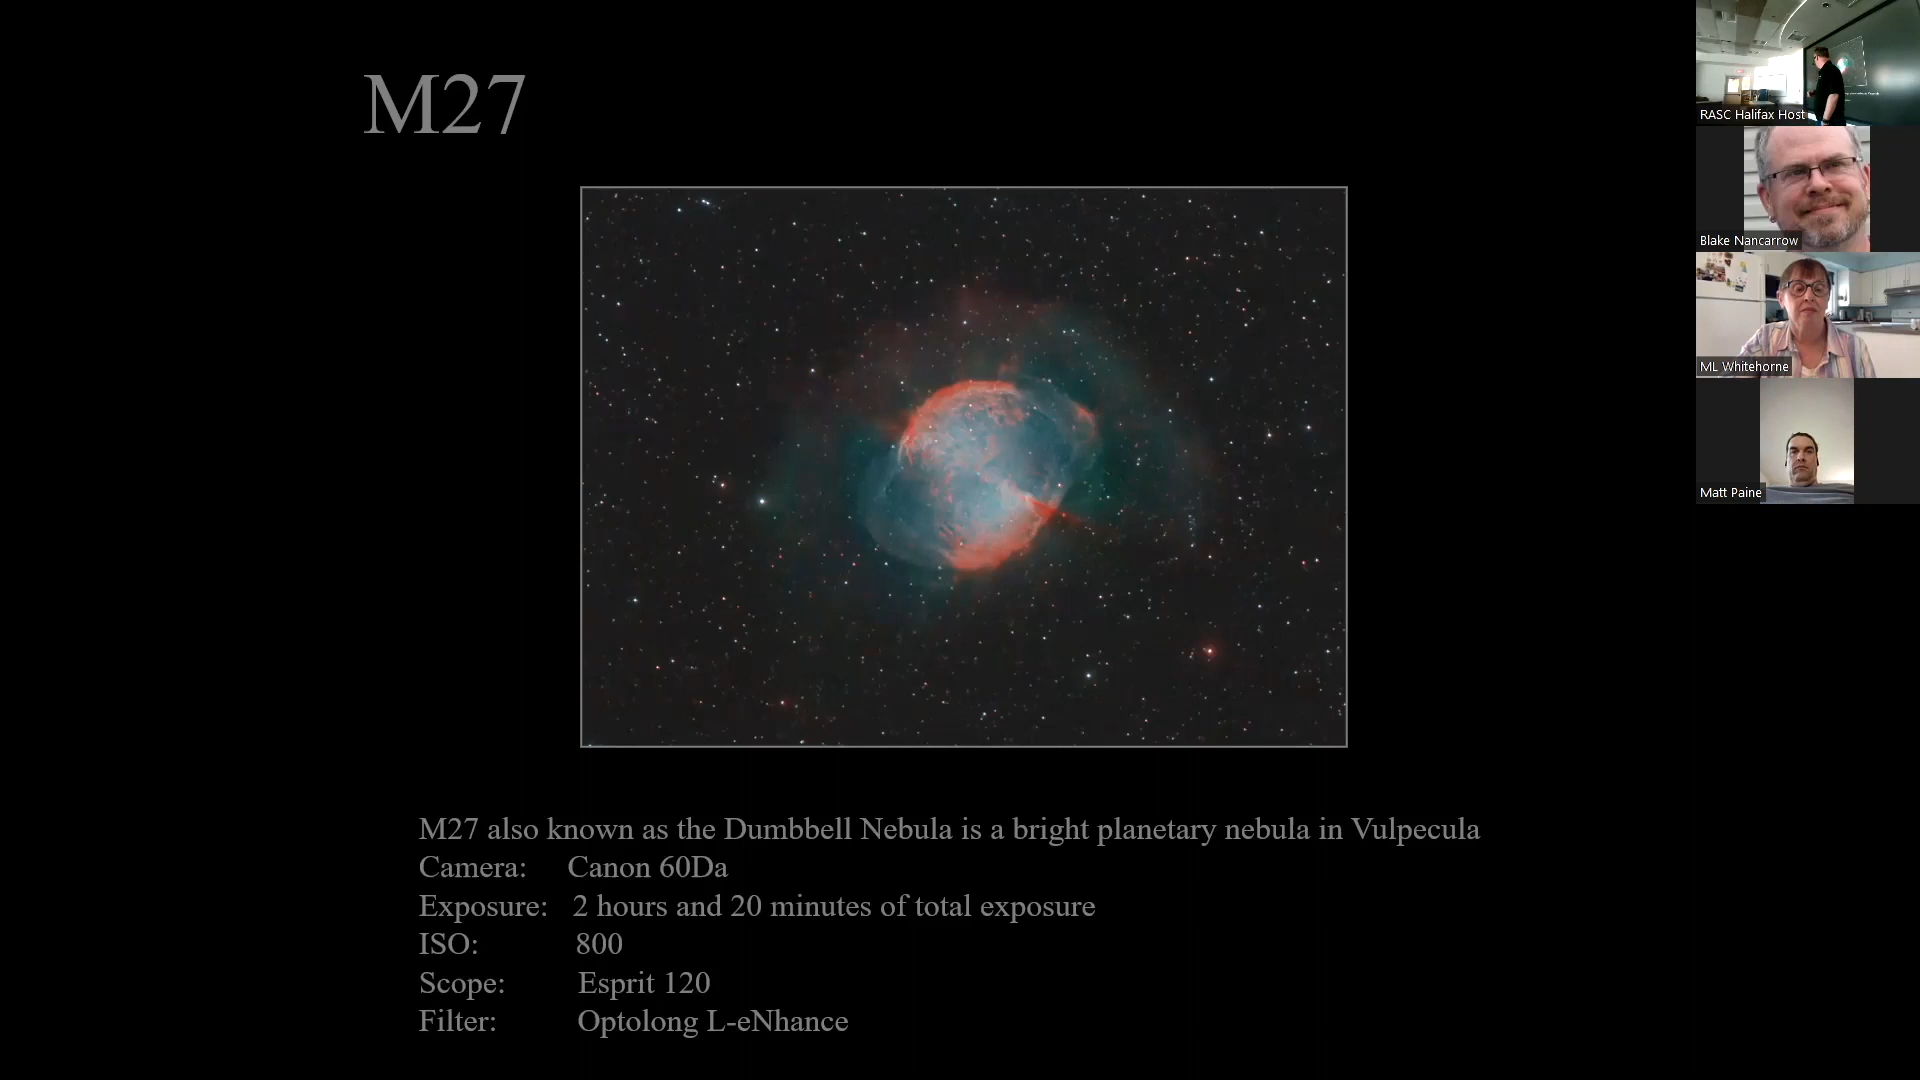 M27
M27 also known as the Dumbbell Nebula is a bright planetary nebula in Vulpecula
Camera: Canon 60Da
Exposure: 2 hours and 20 minutes of total exposure
ISO: 800
Scope: Esprit 120
Filter: Optolong L-eNhance
RASC Halifax Host
Blake Nancarrow
ML Whitehorne
Matt Paine